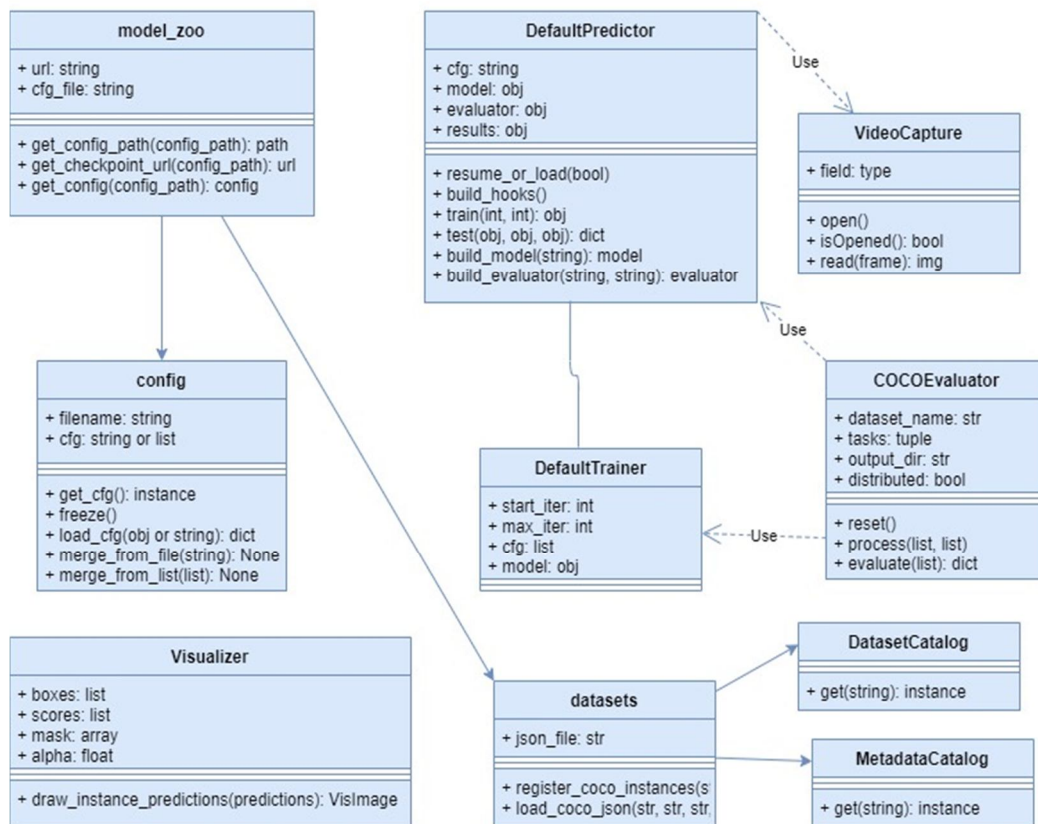 model_zoo
+ url: string
+ cfg_file: string
+ get_config_path(config_path): path
+ get_checkpoint_url(config_path): url
+ get_config(config_path): config
DefaultPredictor
+ cfg: string
+ model: obj
+ evaluator: obj
+ results: obj
+ resume_or_load(bool)
+ build_hooks()
+ train(int, int): obj
+ test(obj, obj, obj): dict
+ build_model(string): model
+ build_evaluator(string, string): evaluator
Use
VideoCapture
+ field: type
+ open()
+ isOpened(): bool
+ read(frame): img
Use
config
+ filename: string
+ cfg: string or list
+ get_cfg(): instance
+ freeze()
+ load_cfg(obj or string): dict
+ merge_from_file(string): None
+ merge_from_list(list): None
DefaultTrainer
+ start_iter: int
+ max_iter: int
+ cfg: list
+ model: obj
Use
COCOEvaluator
+ dataset_name: str
+ tasks: tuple
+ output_dir: str
+ distributed: bool
+ reset()
+ process(list, list)
+ evaluate(list): dict
Visualizer
+ boxes: list
+ scores: list
+ mask: array
+ alpha: float
+ draw_instance_predictions(predictions): VisImage
datasets
+ json_file: str
+ register_coco_instances(s
+ load_coco_json(str, str, str,
DatasetCatalog
+ get(string): instance
MetadataCatalog
+ get(string): instance